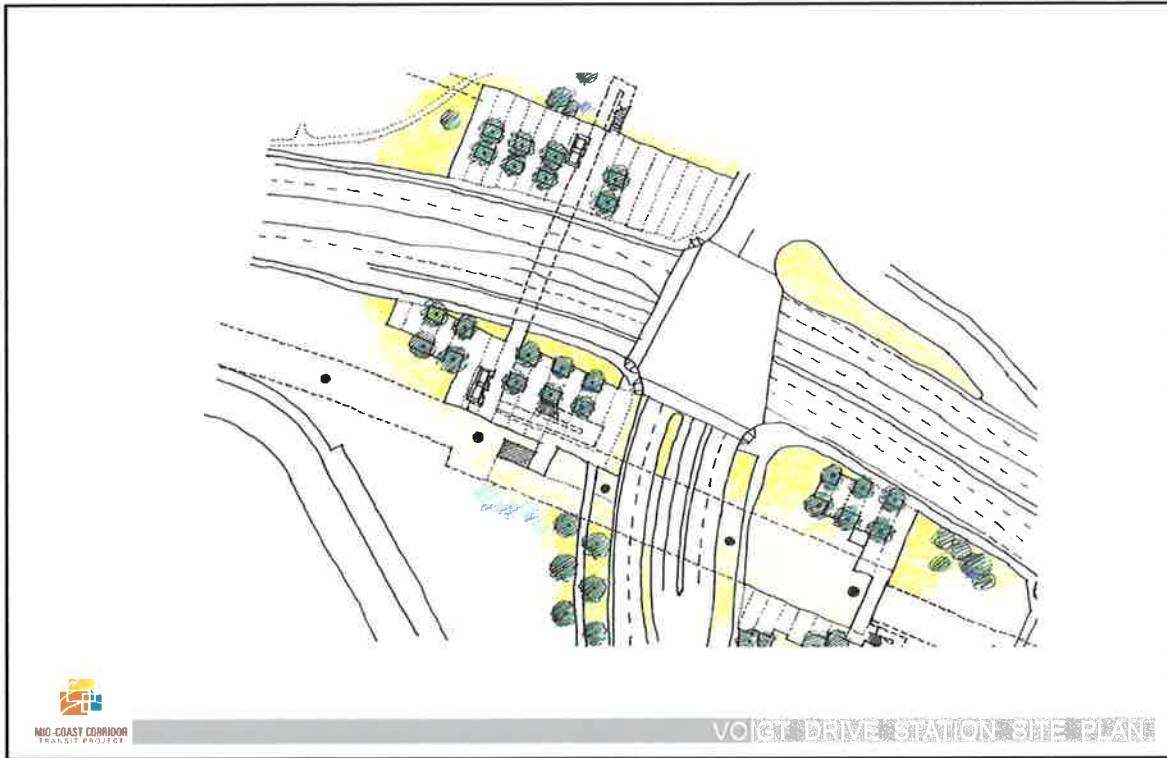 MID-COAST CORRIDOR
TRANSIT PROJECT
VOIGT DRIVE STATION SITE PLAN